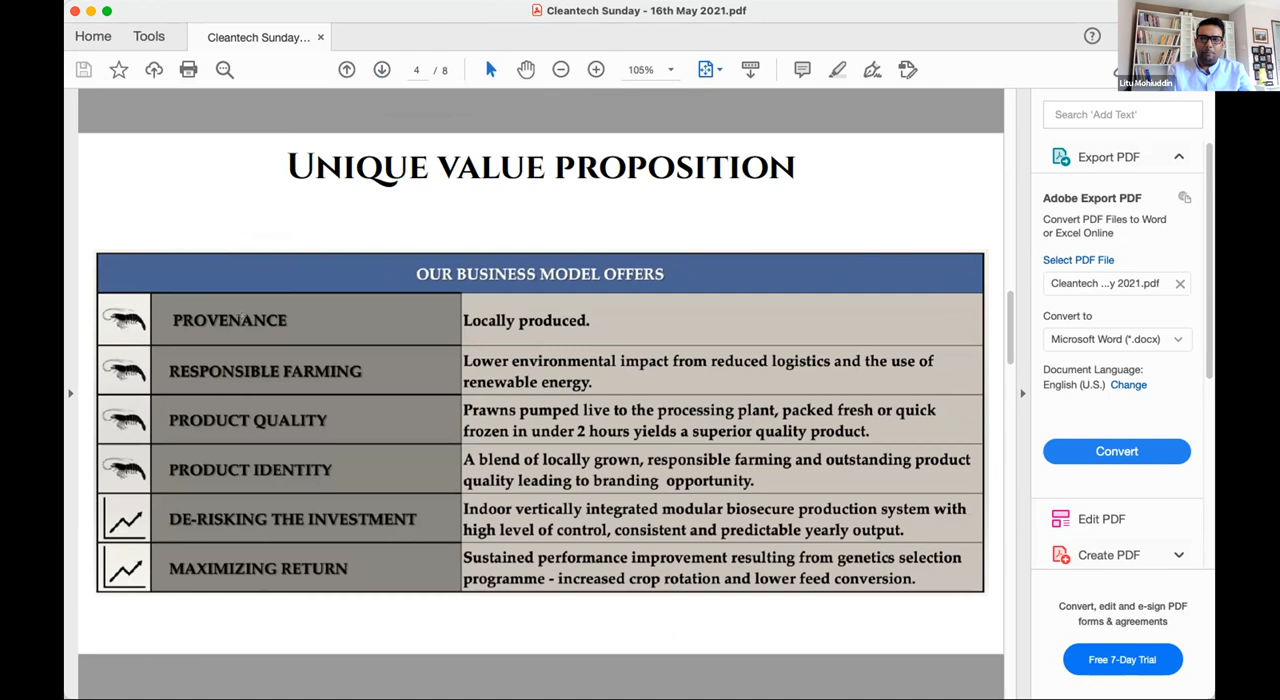 Cleantech Sunday - 16th May 2021.pdf
Home Tools Cleantech Sunday... ×
4 / 8 105%
Litu Mohiuddin
UNIQUE VALUE PROPOSITION
OUR BUSINESS MODEL OFFERS
PROVENANCE
Locally produced.
RESPONSIBLE FARMING
Lower environmental impact from reduced logistics and the use of
renewable energy.
PRODUCT QUALITY
Prawns pumped live to the processing plant, packed fresh or quick
frozen in under 2 hours yields a superior quality product.
PRODUCT IDENTITY
A blend of locally grown, responsible farming and outstanding product
quality leading to branding opportunity.
DE-RISKING THE INVESTMENT
Indoor vertically integrated modular biosecure production system with
high level of control, consistent and predictable yearly output.
MAXIMIZING RETURN
Sustained performance improvement resulting from genetics selection
programme - increased crop rotation and lower feed conversion.
Search 'Add Text'
Export PDF
Adobe Export PDF
Convert PDF Files to Word
or Excel Online
Select PDF File
Cleantech ...y 2021.pdf
Convert to
Microsoft Word (*.docx)
Document Language:
English (U.S.) Change
Convert
Edit PDF
Create PDF
Convert, edit and e-sign PDF
forms & agreements
Free 7-Day Trial